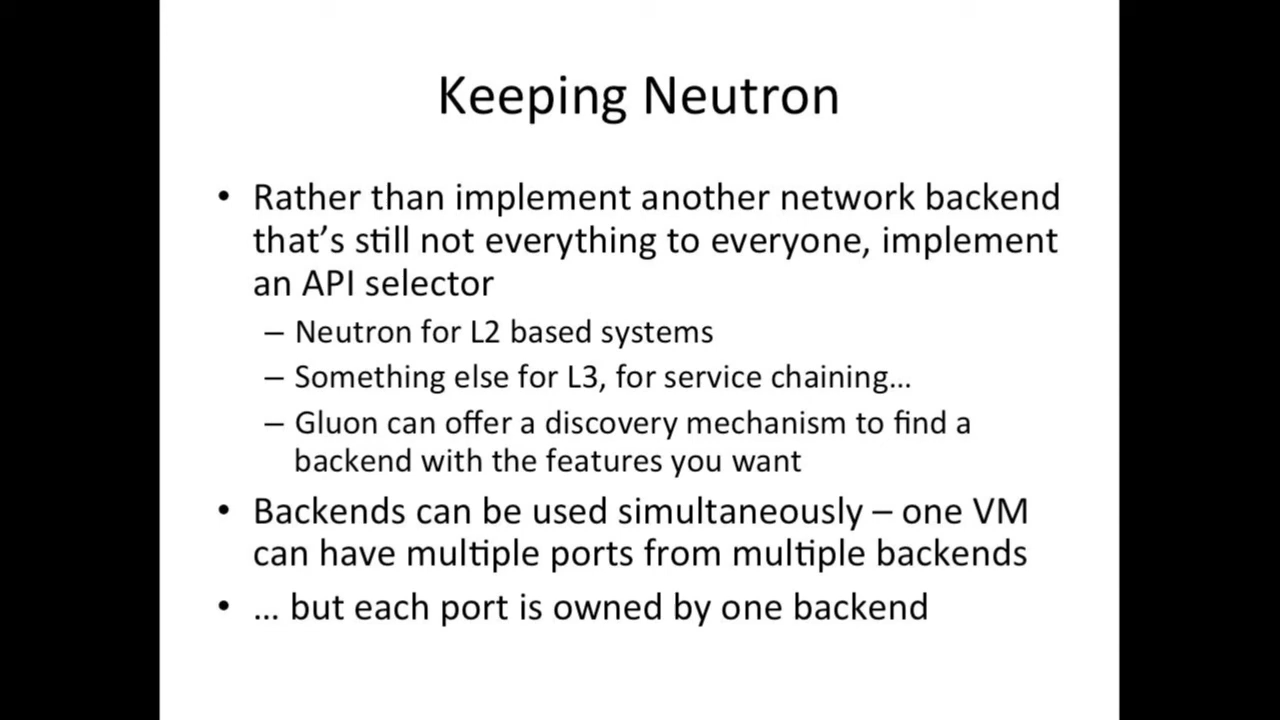 Keeping Neutron
• Rather than implement another network backend
that’s still not everything to everyone, implement
an API selector
– Neutron for L2 based systems
– Something else for L3, for service chaining…
– Gluon can offer a discovery mechanism to find a
backend with the features you want
• Backends can be used simultaneously – one VM
can have multiple ports from multiple backends
• … but each port is owned by one backend